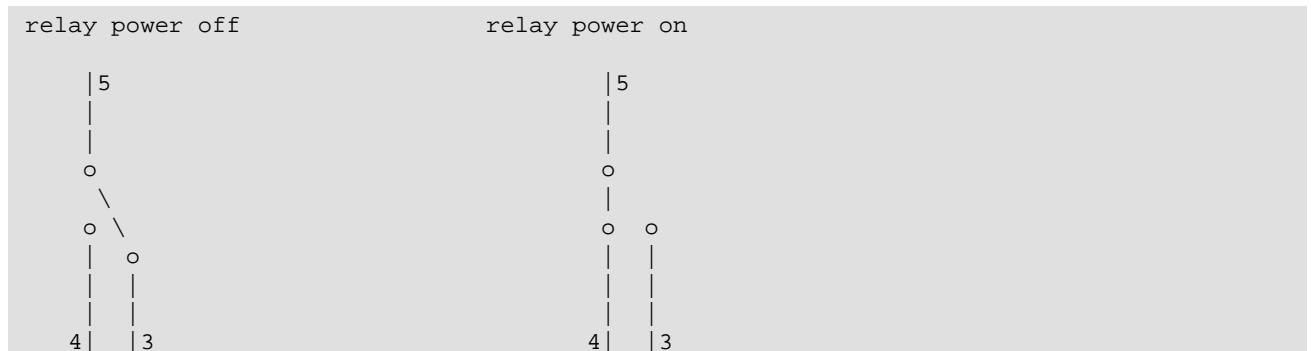 relay power off                    relay power on
     |5                                          |5
     |                                           |
     |                                           |
     o                                           o
      \                                          |
     o \                                         o   o
     |   o                                       |   |
     |   |                                       |   |
     |   |                                       |   |
    4|   |3                                     4|   |3